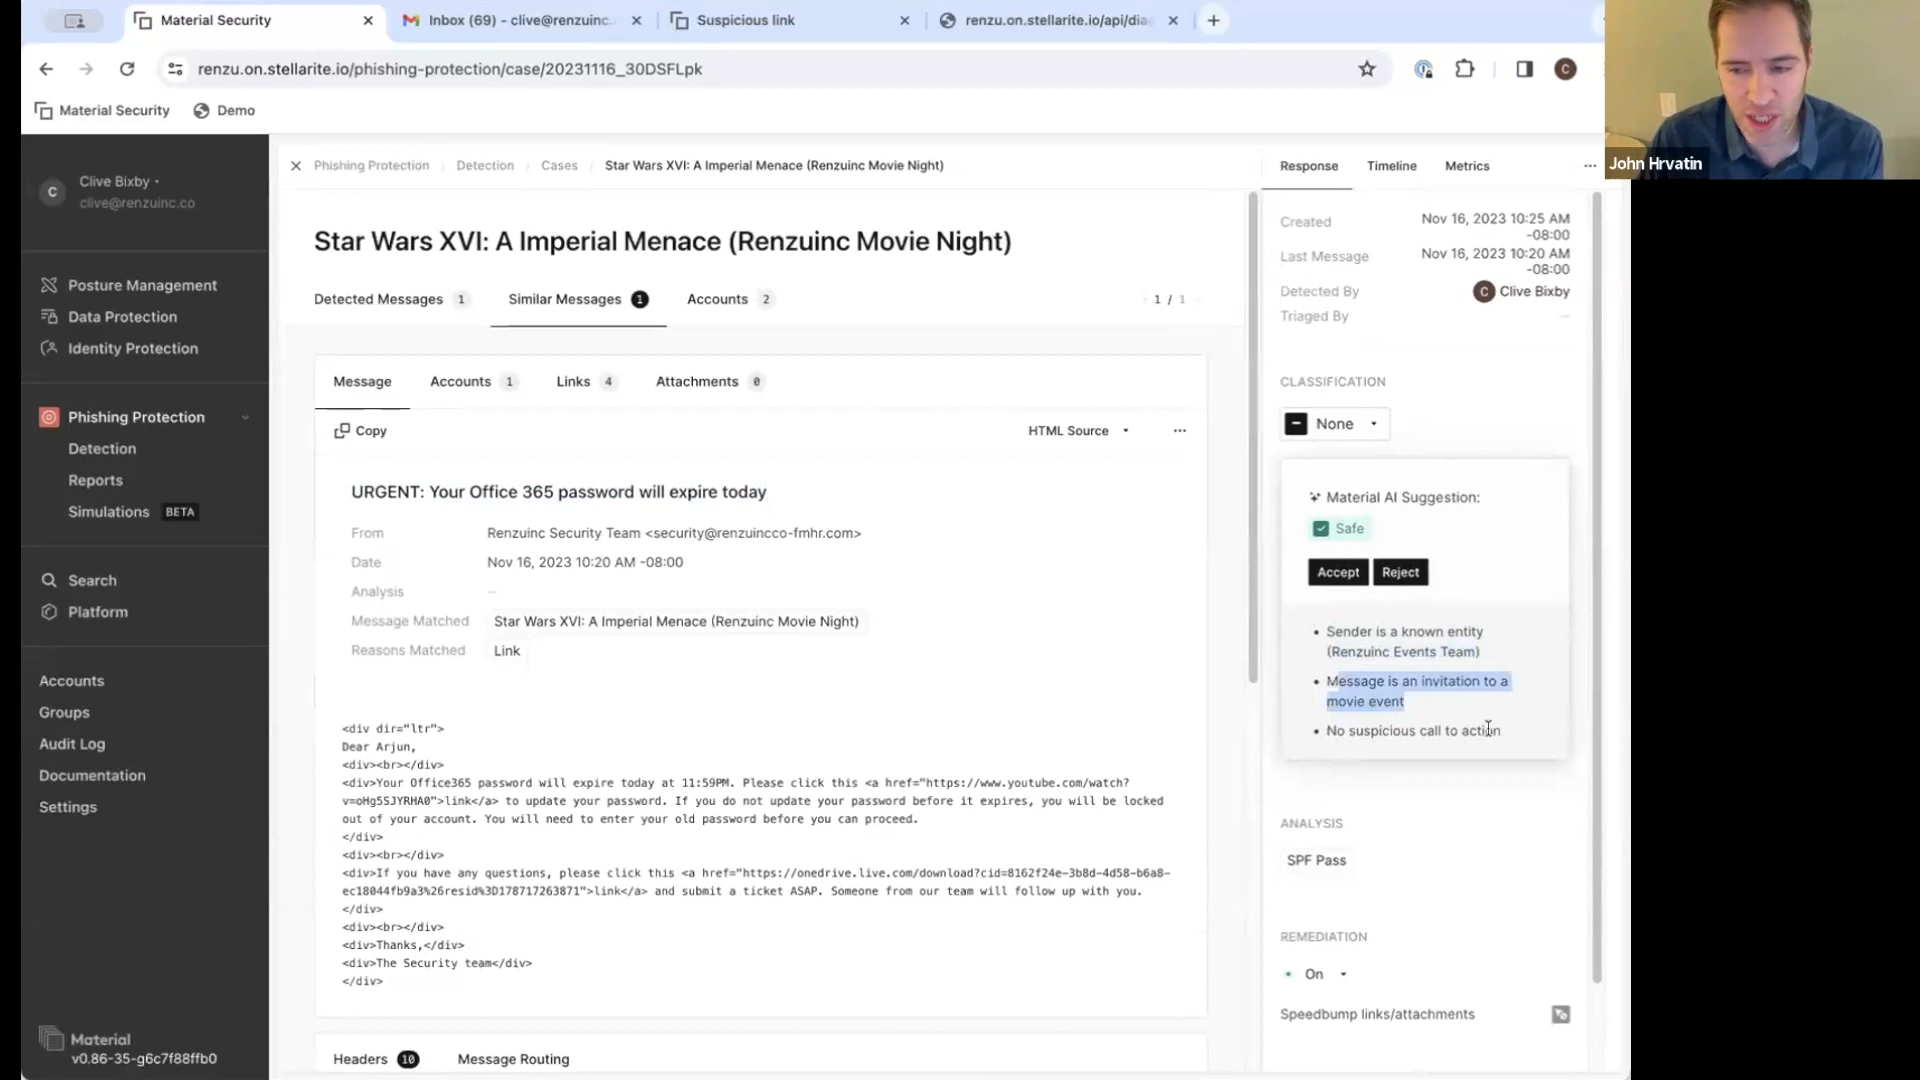 Material Security
Inbox (69) - clive@renzuinc.
Suspicious link
renzu.on.stellarite.io/api/dia
renzu.on.stellarite.io/phishing-protection/case/20231116_30DSFLpk
C
Material Security
Demo
John Hrvatin
C
Clive Bixby
clive@renzuinc.co
Posture Management
Data Protection
Identity Protection
Phishing Protection
Detection
Reports
Simulations BETA
Search
Platform
Accounts
Groups
Audit Log
Documentation
Settings
Material
v0.86-35-g6c7f88ffb0
Phishing Protection
Detection
Cases
Star Wars XVI: A Imperial Menace (Renzuinc Movie Night)
Star Wars XVI: A Imperial Menace (Renzuinc Movie Night)
Detected Messages 1
Similar Messages 1
Accounts 2
1 / 1
Message
Accounts 1
Links 4
Attachments 0
Copy
HTML Source
URGENT: Your Office 365 password will expire today
From Renzuinc Security Team <security@renzuincco-fmhr.com>
Date Nov 16, 2023 10:20 AM -08:00
Analysis –
Message Matched Star Wars XVI: A Imperial Menace (Renzuinc Movie Night)
Reasons Matched Link
<div dir="ltr">
Dear Arjun,
<div><br></div>
<div>Your Office365 password will expire today at 11:59PM. Please click this <a href="https://www.youtube.com/watch?
v=oHg5SJYRHA0">link</a> to update your password. If you do not update your password before it expires, you will be locked
out of your account. You will need to enter your old password before you can proceed.
</div>
<div><br></div>
<div>If you have any questions, please click this <a href="https://onedrive.live.com/download?cid=8162f24e-3b8d-4d58-b6a8-
ec18044fb9a3%26resid%3D178717263871">link</a> and submit a ticket ASAP. Someone from our team will follow up with you.
</div>
<div><br></div>
<div>Thanks,</div>
<div>The Security team</div>
</div>
Headers 10
Message Routing
Response
Timeline
Metrics
Created Nov 16, 2023 10:25 AM
-08:00
Last Message Nov 16, 2023 10:20 AM
-08:00
Detected By C Clive Bixby
Triaged By –
CLASSIFICATION
None
Material AI Suggestion:
Safe
Accept
Reject
• Sender is a known entity
(Renzuinc Events Team)
• Message is an invitation to a
movie event
• No suspicious call to action
ANALYSIS
SPF Pass
REMEDIATION
On
Speedbump links/attachments